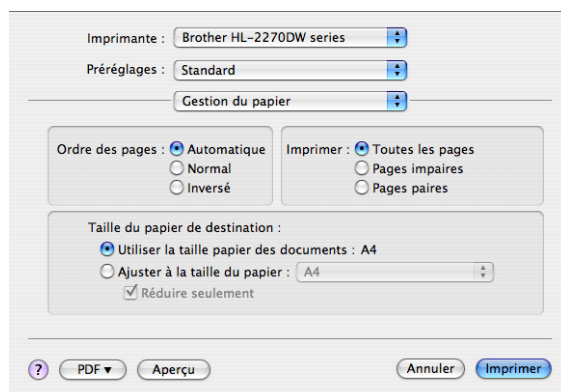 Imprimante : Brother HL-2270DW series
Préréglages : Standard
Gestion du papier
Ordre des pages : Automatique
Normal
Inversé
Imprimer : Toutes les pages
Pages impaires
Pages paires
Taille du papier de destination :
Utiliser la taille papier des documents : A4
Ajuster à la taille du papier : A4
Réduire seulement
? PDF ▼ Aperçu Annuler Imprimer